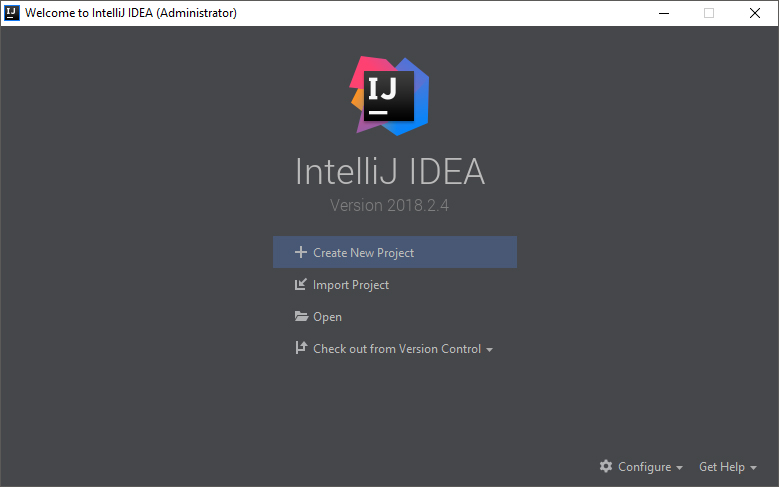 Welcome to IntelliJ IDEA (Administrator)
IJ
IntelliJ IDEA
Version 2018.2.4
Create New Project
Import Project
Open
Check out from Version Control
Configure Get Help